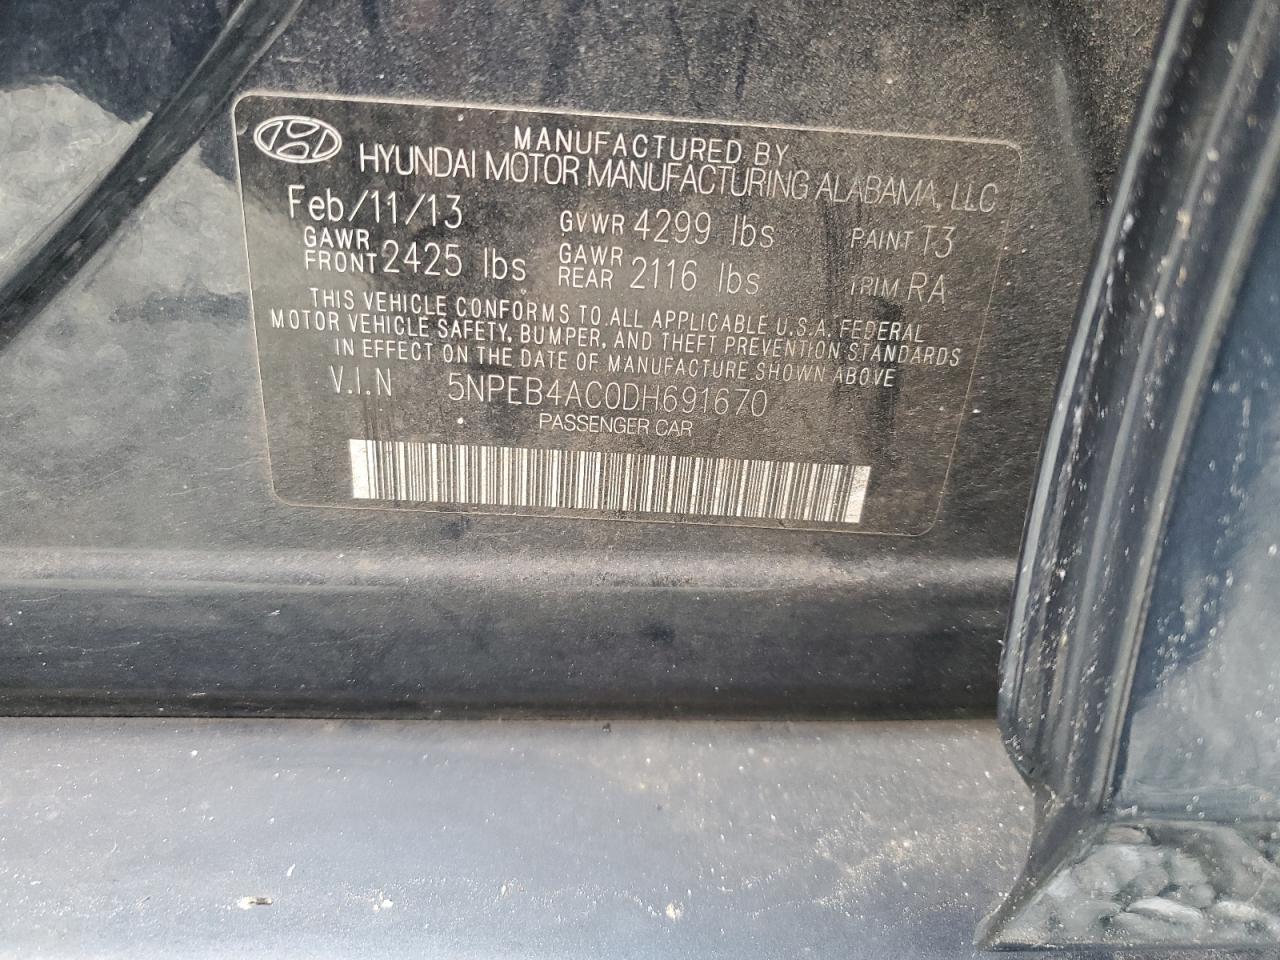 MANUFACTURED BY
HYUNDAI MOTOR MANUFACTURING ALABAMA, LLC
Feb/11/13 GVWR 4299 lbs PAINT T3
GAWR FRONT 2425 lbs GAWR REAR 2116 lbs TRIM RA
THIS VEHICLE CONFORMS TO ALL APPLICABLE U.S.A. FEDERAL
MOTOR VEHICLE SAFETY, BUMPER, AND THEFT PREVENTION STANDARDS
IN EFFECT ON THE DATE OF MANUFACTURE SHOWN ABOVE
V.I.N 5NPEB4AC0DH691670
PASSENGER CAR